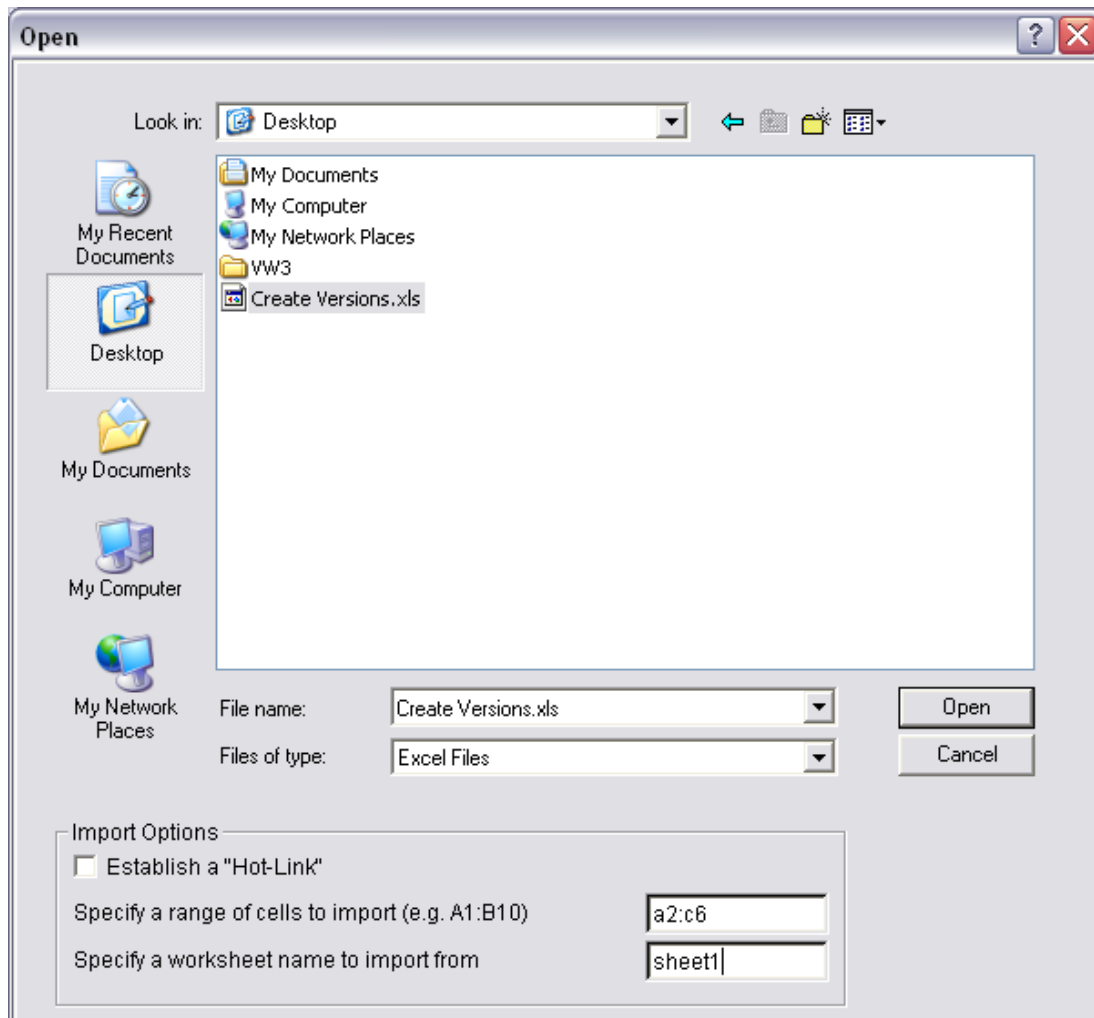 Open
?
Look in:
Desktop
My Documents
My Computer
My Network Places
VW3
Create Versions.xls
My Recent
Documents
Desktop
My Documents
My Computer
My Network
Places
File name:
Create Versions.xls
Open
Files of type:
Excel Files
Cancel
Import Options
Establish a "Hot-Link"
Specify a range of cells to import (e.g. A1:B10)
a2:c6
Specify a worksheet name to import from
sheet1